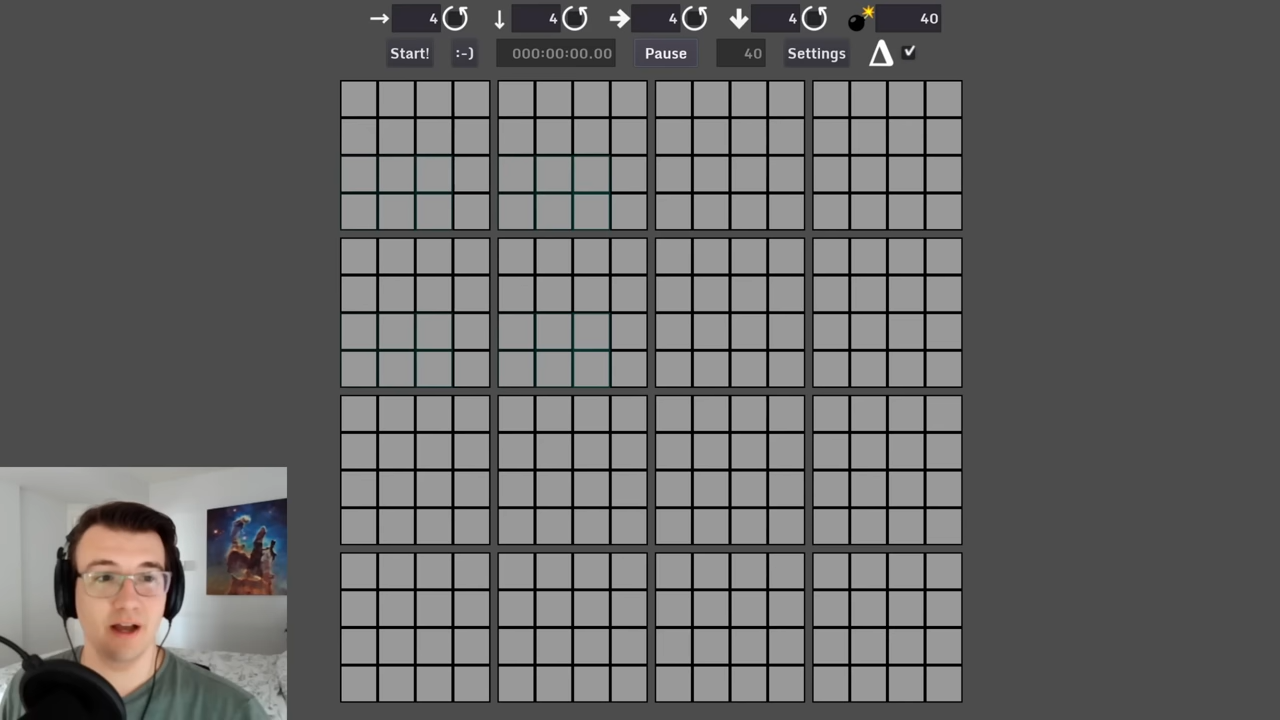 → 4 ↓ 4 → 4 ↓ 4 40
Start! :-) 000:00:00.00 Pause 40 Settings Δ